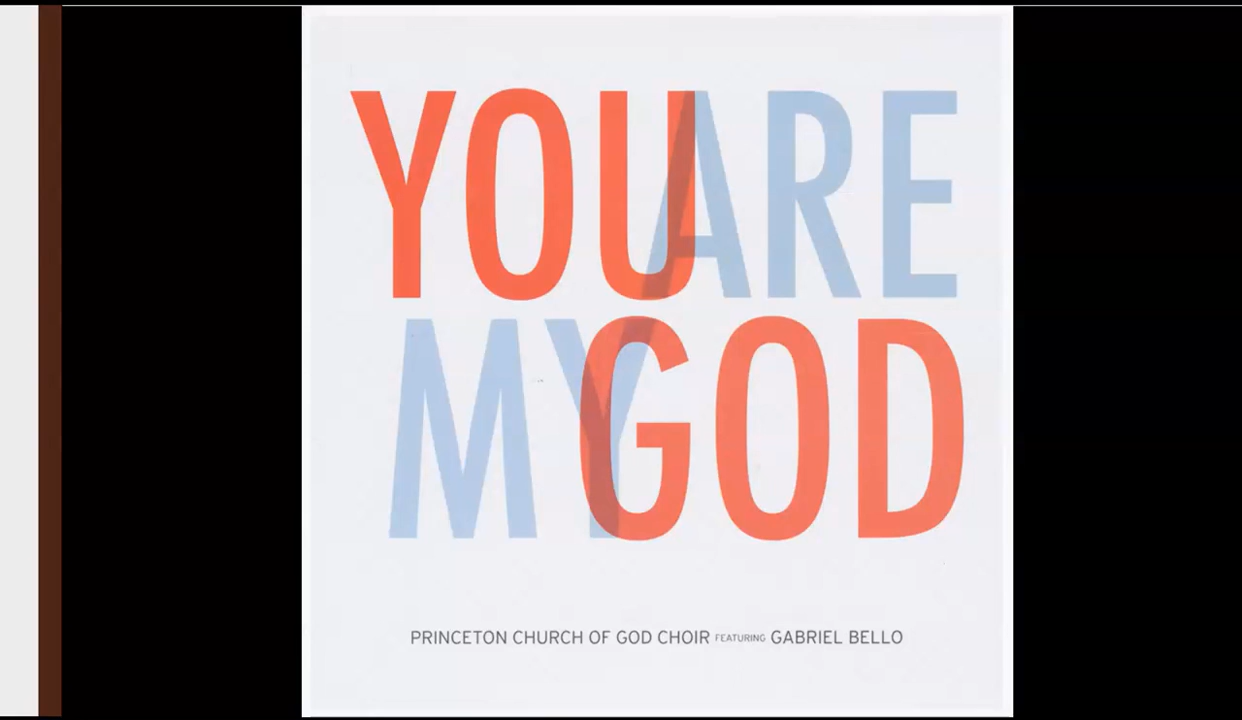 YOU ARE
MY GOD
PRINCETON CHURCH OF GOD CHOIR FEATURING GABRIEL BELLO